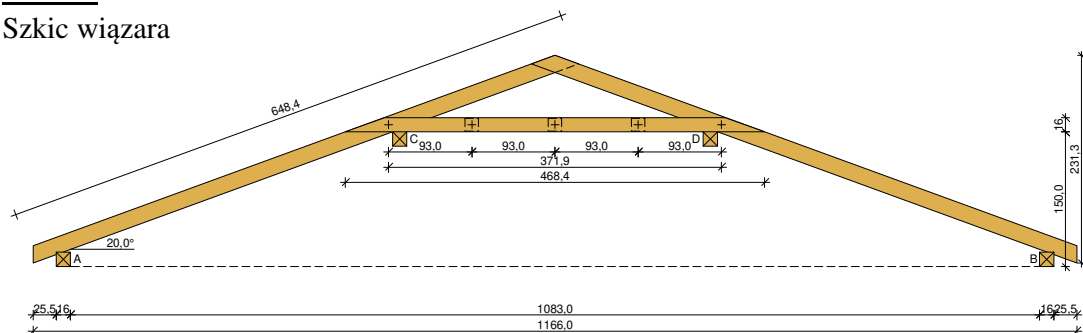 Szkic wiązara
648,4
C
D
93,0 93,0 93,0 93,0
371,9
468,4
16
150,0
231,3
20,0°
A
B
25,5 16 1083,0 16 25,5
1166,0